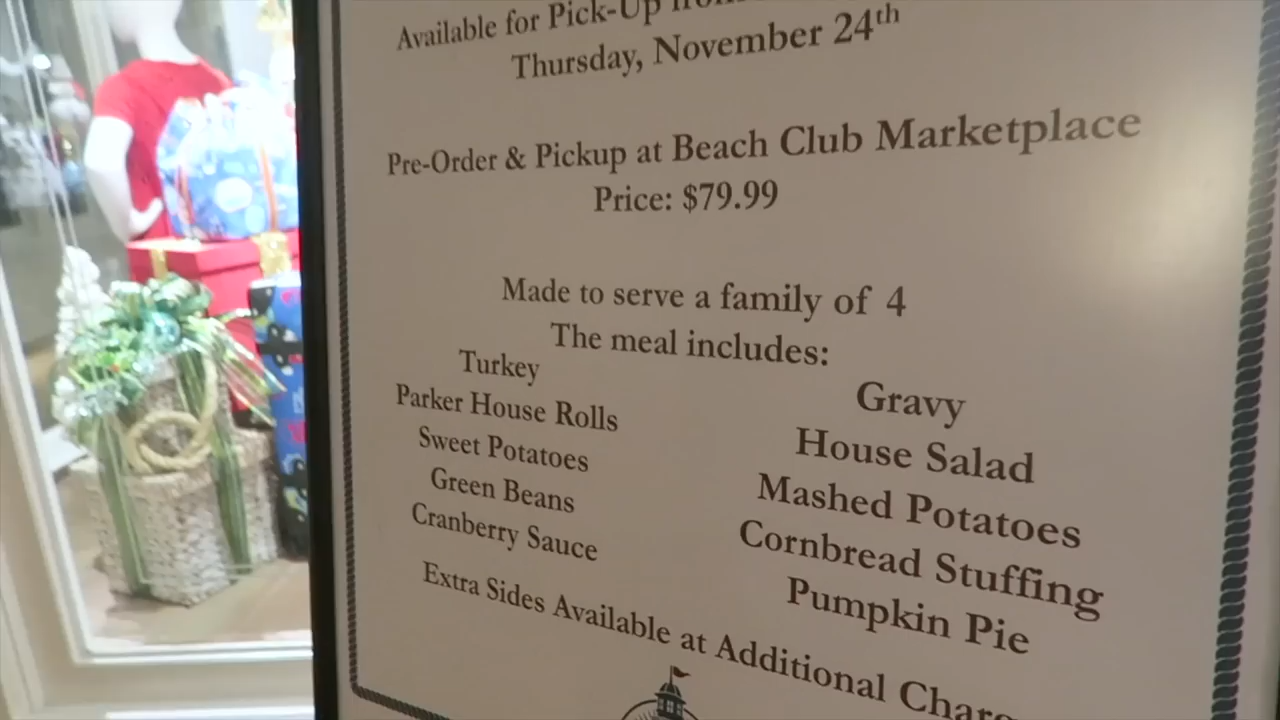 Available for Pick-Up from
Thursday, November 24th
Pre-Order & Pickup at Beach Club Marketplace
Price: $79.99
Made to serve a family of 4
The meal includes:
Turkey
Parker House Rolls
Sweet Potatoes
Green Beans
Cranberry Sauce
Gravy
House Salad
Mashed Potatoes
Cornbread Stuffing
Pumpkin Pie
Extra Sides Available at Additional